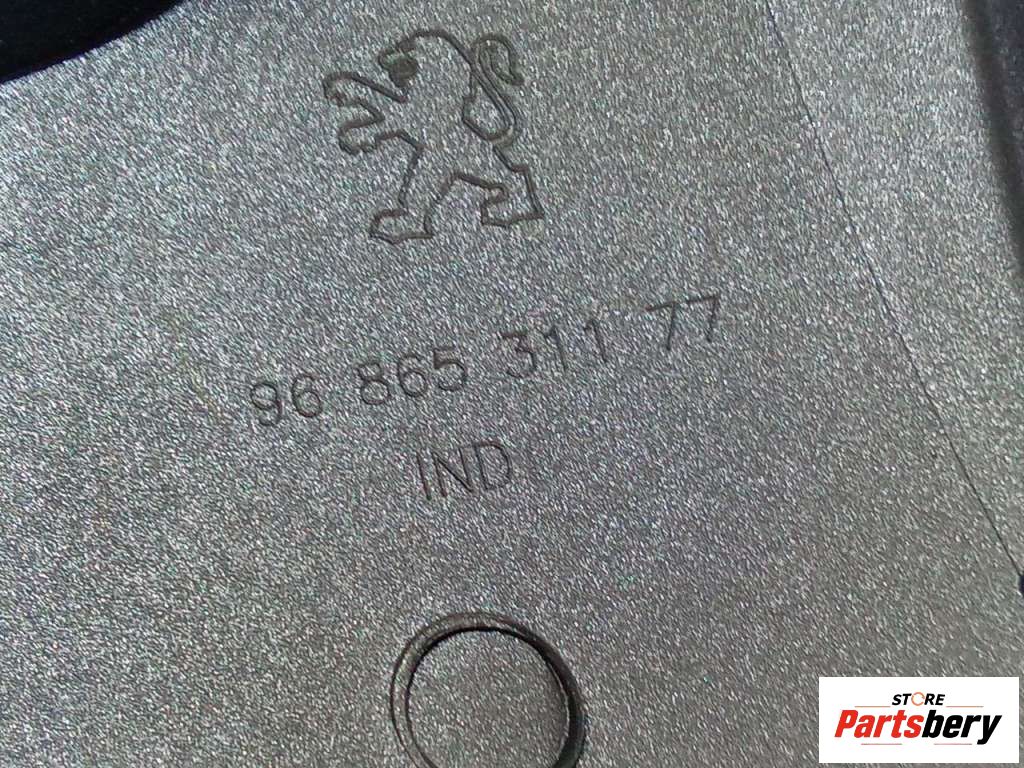 96 865 311 77
IND
STORE
Partsbery